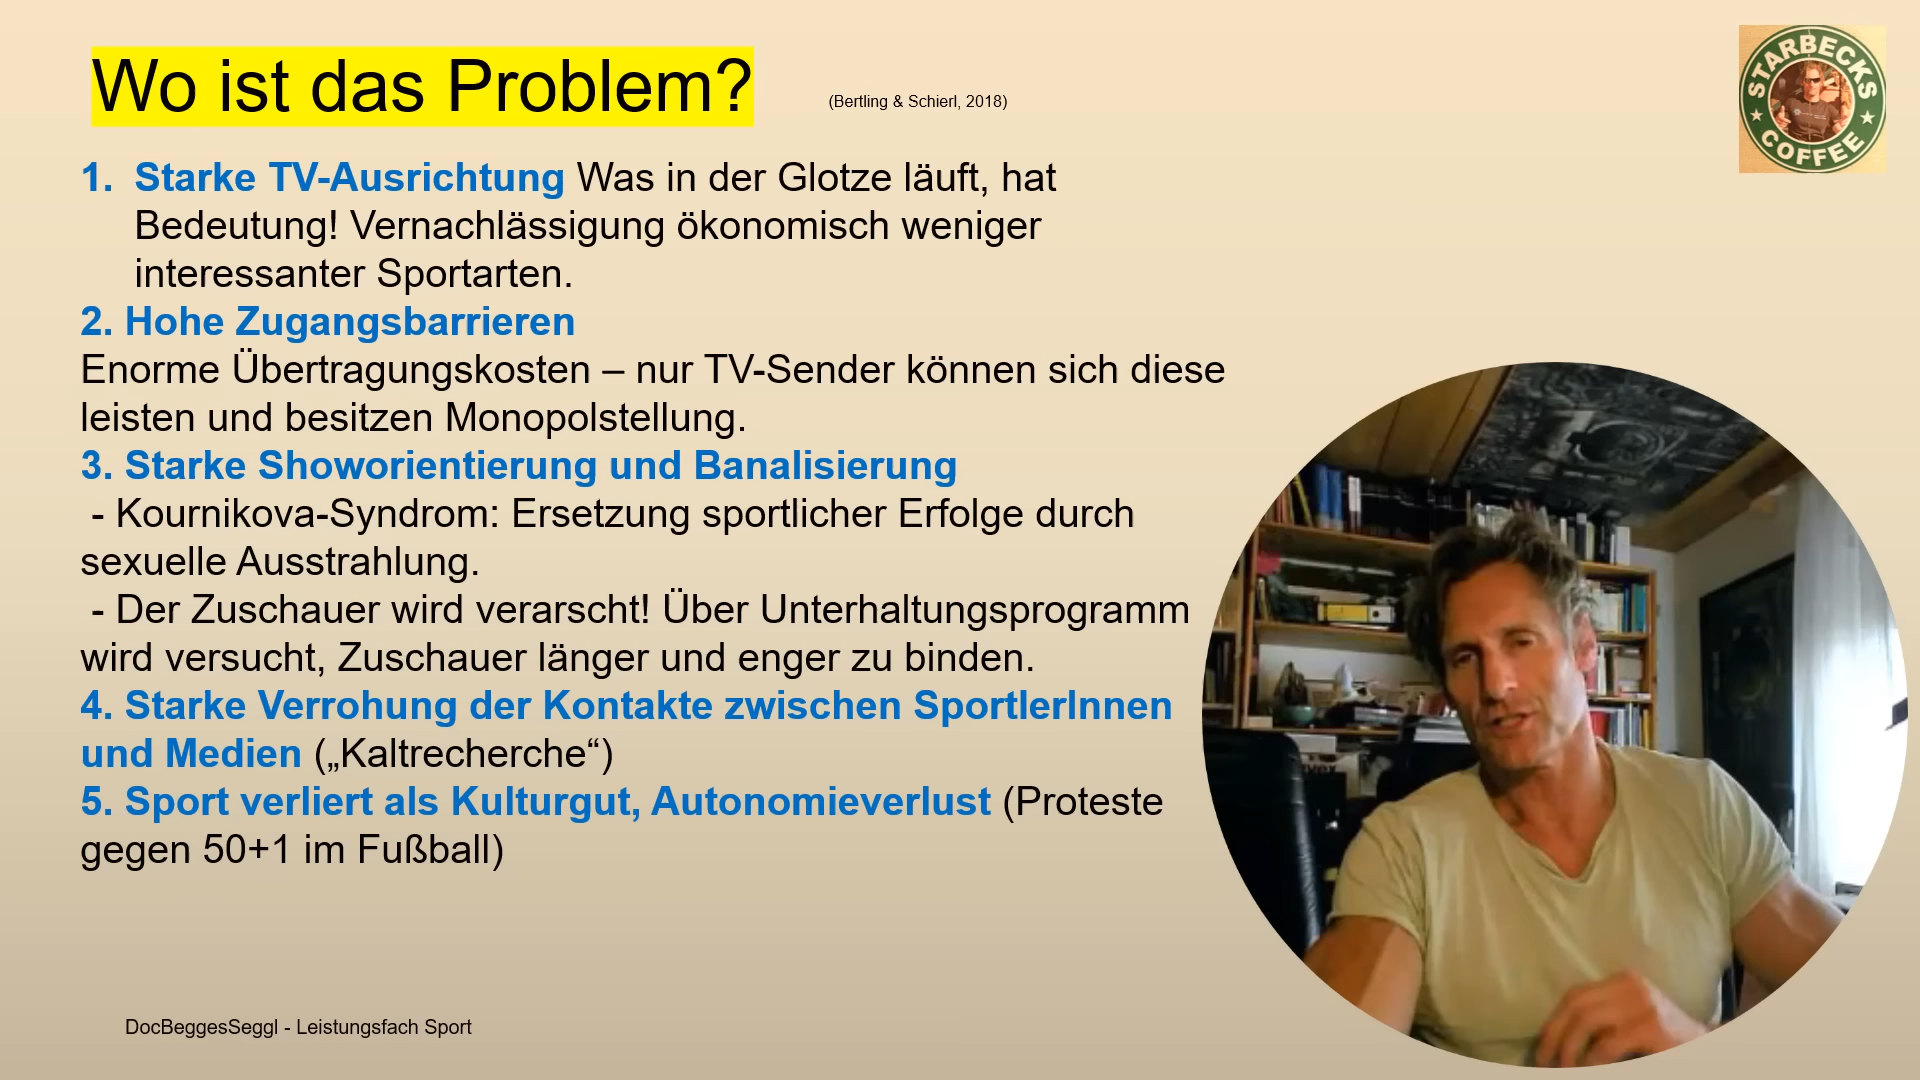 Wo ist das Problem?
(Bertling & Schierl, 2018)
STARBECKS
COFFEE
1. Starke TV-Ausrichtung Was in der Glotze läuft, hat
Bedeutung! Vernachlässigung ökonomisch weniger
interessanter Sportarten.
2. Hohe Zugangsbarrieren
Enorme Übertragungskosten – nur TV-Sender können sich diese
leisten und besitzen Monopolstellung.
3. Starke Showorientierung und Banalisierung
- Kournikova-Syndrom: Ersetzung sportlicher Erfolge durch
sexuelle Ausstrahlung.
- Der Zuschauer wird verarscht! Über Unterhaltungsprogramm
wird versucht, Zuschauer länger und enger zu binden.
4. Starke Verrohung der Kontakte zwischen SportlerInnen
und Medien („Kaltrecherche“)
5. Sport verliert als Kulturgut, Autonomieverlust (Proteste
gegen 50+1 im Fußball)
DocBeggesSeggl - Leistungsfach Sport